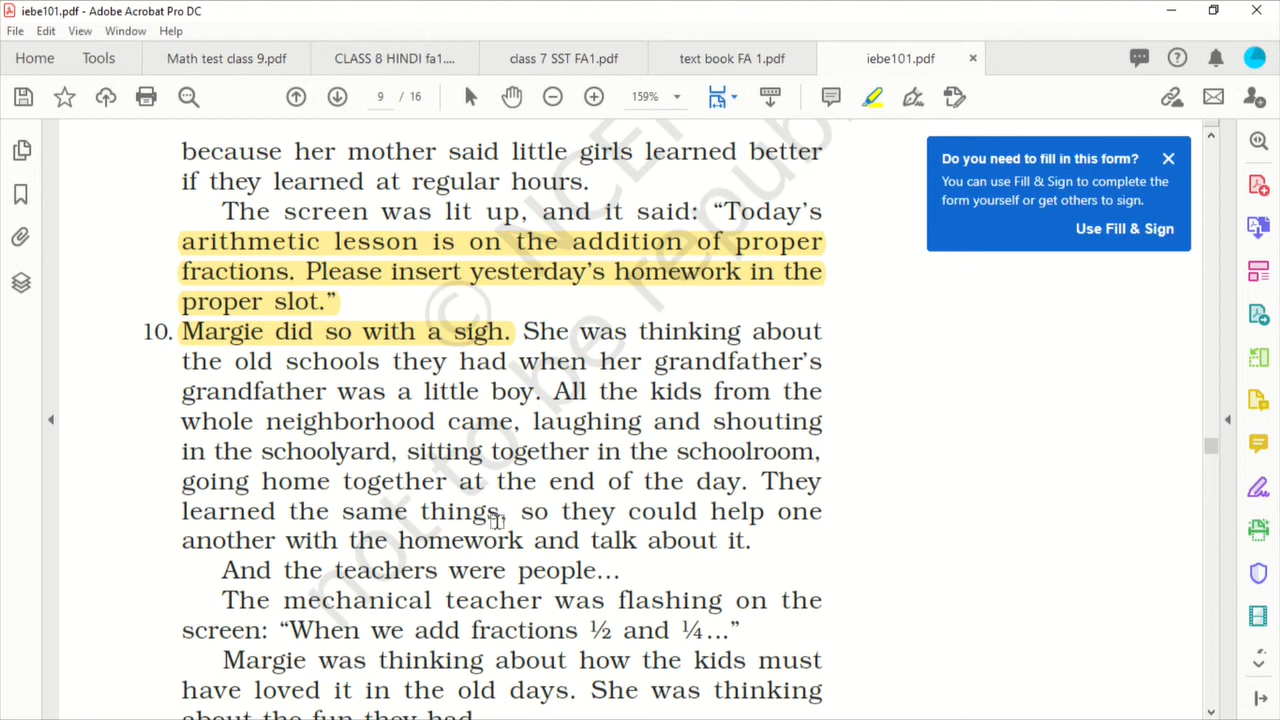 iebe101.pdf - Adobe Acrobat Pro DC
File Edit View Window Help
Home Tools Math test class 9.pdf CLASS 8 HINDI fa1.... class 7 SST FA1.pdf text book FA 1.pdf iebe101.pdf
9 / 16 159%
because her mother said little girls learned better
if they learned at regular hours.
The screen was lit up, and it said: “Today’s
arithmetic lesson is on the addition of proper
fractions. Please insert yesterday’s homework in the
proper slot.”
10. Margie did so with a sigh. She was thinking about
the old schools they had when her grandfather’s
grandfather was a little boy. All the kids from the
whole neighborhood came, laughing and shouting
in the schoolyard, sitting together in the schoolroom,
going home together at the end of the day. They
learned the same things, so they could help one
another with the homework and talk about it.
And the teachers were people…
The mechanical teacher was flashing on the
screen: “When we add fractions ½ and ¼…”
Margie was thinking about how the kids must
have loved it in the old days. She was thinking
about the fun they had.
© NCE
not to be republi
Do you need to fill in this form?
You can use Fill & Sign to complete the
form yourself or get others to sign.
Use Fill & Sign